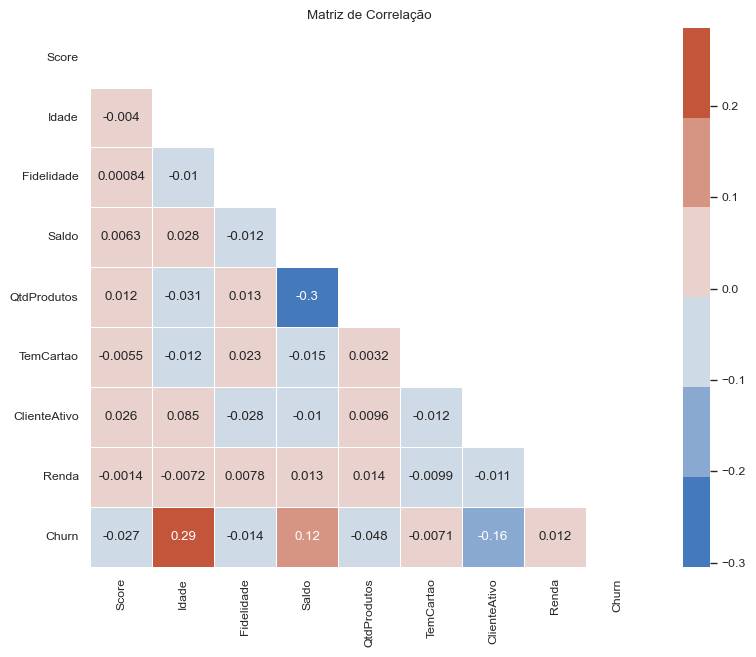 Matriz de Correlação
Score
Idade -0.004
Fidelidade 0.00084 -0.01
Saldo 0.0063 0.028 -0.012
QtdProdutos 0.012 -0.031 0.013 -0.3
TemCartao -0.0055 -0.012 0.023 -0.015 0.0032
ClienteAtivo 0.026 0.085 -0.028 -0.01 0.0096 -0.012
Renda -0.0014 -0.0072 0.0078 0.013 0.014 -0.0099 -0.011
Churn -0.027 0.29 -0.014 0.12 -0.048 -0.0071 -0.16 0.012
Score Idade Fidelidade Saldo QtdProdutos TemCartao ClienteAtivo Renda Churn
0.2
0.1
0.0
−0.1
−0.2
−0.3